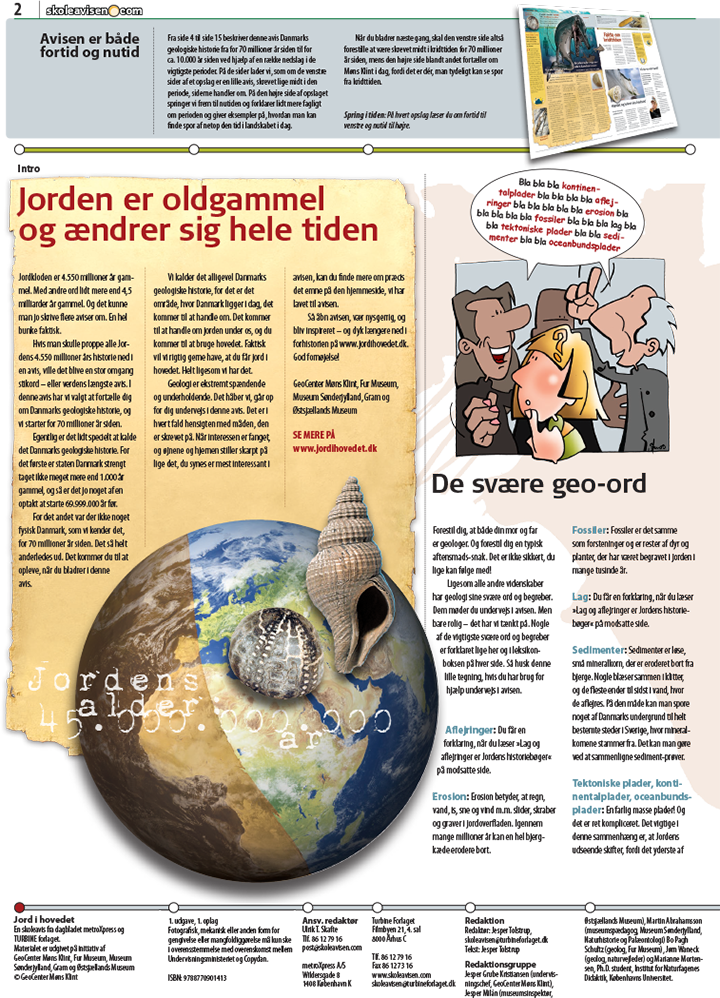 2
skoleavisen.com
Avisen er både
fortid og nutid
Fra side 4 til side 15 beskriver denne avis Danmarks
geologiske historie fra for 70 millioner år siden til for
ca. 10.000 år siden ved hjælp af en række nedslag i de
vigtigste perioder. På de sider lader vi, som om de venstre
sider af et opslag er en lille avis, skrevet lige midt i den
periode, siderne handler om. På den højre side af opslaget
springer vi frem til nutiden og forklarer lidt mere fagligt
om perioden og giver eksempler på, hvordan man kan
finde spor af netop den tid i landskabet i dag.
Når du bladrer næste gang, skal den venstre side altså
forestille at være skrevet midt i kridttiden for 70 millioner
år siden, mens den højre side blandt andet fortæller om
Møns Klint i dag, fordi det er dér, man tydeligt kan se spor
fra kridttiden.
Spring i tiden: På hvert opslag læser du om fortid til
venstre og nutid til højre.
Intro
Jorden er oldgammel
og ændrer sig hele tiden
Jordkloden er 4.550 millioner år gam-
mel. Med andre ord lidt mere end 4,5
milliarder år gammel. Og det kunne
man jo skrive flere aviser om. En hel
bunke faktisk.
Hvis man skulle proppe alle Jor-
dens 4.550 millioner års historie ned i
en avis, ville det blive en stor omgang
stikord – eller verdens længste avis. I
denne avis har vi valgt at fortælle dig
om Danmarks geologiske historie, og
vi starter for 70 millioner år siden.
Egentlig er det lidt specielt at kalde
det Danmarks geologiske historie. For
det første er staten Danmark strengt
taget ikke meget mere end 1.000 år
gammel, og så er det jo noget af en
optakt at starte 69.999.000 år før.
For det andet var der ikke noget
fysisk Danmark, som vi kender det,
for 70 millioner år siden. Det så helt
anderledes ud. Det kommer du til at
opleve, når du bladrer i denne
avis.
Vi kalder det alligevel Danmarks
geologiske historie, for det er det
område, hvor Danmark ligger i dag, det
kommer til at handle om. Det kommer
til at handle om jorden under os, og du
kommer til at bruge hovedet. Faktisk
vil vi rigtig gerne have, at du får jord i
hovedet. Helt ligesom vi har det.
Geologi er ekstremt spændende
og underholdende. Det håber vi, går op
for dig undervejs i denne avis. Det er i
hvert fald hensigten med måden, den
er skrevet på. Når interessen er fanget,
og øjnene og hjernen stiller skarpt på
lige det, du synes er mest interessant i
avisen, kan du finde mere om præcis
det emne på den hjemmeside, vi har
lavet til avisen.
Så åbn avisen, vær nysgerrig, og
bliv inspireret – og dyk længere ned i
forhistorien på www.jordihovedet.dk.
God fornøjelse!
GeoCenter Møns Klint, Fur Museum,
Museum Sønderjylland, Gram og
Østsjællands Museum
SE MERE PÅ
www.jordihovedet.dk
Jordens
alder:
45.000.000.000
år
Bla bla bla kontinen-
talplader bla bla bla bla aflej-
ringer bla bla bla bla bla erosion bla
bla bla bla bla fossiler bla bla bla lag bla
bla tektoniske plader bla bla sedi-
menter bla bla oceanbundsplader
De svære geo-ord
Forestil dig, at både din mor og far
er geologer. Og forestil dig en typisk
aftensmads-snak. Det er ikke sikkert, du
lige kan følge med!
Ligesom alle andre videnskaber
har geologi sine svære ord og begreber.
Dem møder du undervejs i avisen. Men
bare rolig – det har vi tænkt på. Nogle
af de vigtigste svære ord og begreber
er forklaret lige her og i leksikon-
boksen på hver side. Så husk denne
lille tegning, hvis du har brug for
hjælp undervejs i avisen.
Aflejringer: Du får en
forklaring, når du læser »Lag og
aflejringer er Jordens historiebøger«
på modsatte side.
Erosion: Erosion betyder, at regn,
vand, is, sne og vind m.m. slider, skraber
og graver i jordoverfladen. Igennem
mange millioner år kan en hel bjerg-
kæde erodere bort.
Fossiler: Fossiler er det samme
som forsteninger og er rester af dyr og
planter, der har været begravet i jorden i
mange tusinde år.
Lag: Du får en forklaring, når du læser
»Lag og aflejringer er Jordens historie-
bøger« på modsatte side.
Sedimenter: Sedimenter er løse,
små mineralkorn, der er eroderet bort fra
bjerge. Nogle blæser sammen i klitter,
og de fleste ender til sidst i vand, hvor
de aflejres. På den måde kan man spore
noget af Danmarks undergrund til helt
bestemte steder i Sverige, hvor mineral-
kornene stammer fra. Det kan man gøre
ved at sammenligne sediment-prøver.
Tektoniske plader, konti-
nentalplader, oceanbunds-
plader: En farlig masse plader! Og
det er ret kompliceret. Det vigtige i
denne sammenhæng er, at Jordens
udseende skifter, fordi det yderste af
Jord i hovedet
En skoleavis fra dagbladet metroXpress og
TURBINE forlaget.
Materialet er udgivet på initiativ af
GeoCenter Møns Klint, Fur Museum, Museum
Sønderjylland, Gram og Østsjællands Museum
© GeoCenter Møns Klint
1. udgave, 1. oplag
Fotografisk, mekanisk eller anden form for
gengivelse eller mangfoldiggørelse må kun ske
i overensstemmelse med overenskomst mellem
Undervisningsministeriet og Copydan.
ISBN: 9788770901413
Ansv. redaktør
Ulrik T. Skafte
Tlf. 86 12 79 16
post@skoleavisen.com
metroXpress A/S
Wildersgade 8
1408 København K
Turbine Forlaget
Filmbyen 21, 4. sal
8000 Århus C
Tlf. 86 12 79 16
Fax 86 1273 16
www.skoleavisen.com
skoleavisen@turbineforlaget.dk
Redaktion
Redaktør: Jesper Tolstrup,
skoleavisen@turbineforlaget.dk
Tekst: Jesper Tolstrup
Redaktionsgruppe
Jesper Grube Kristiansen (undervis-
ningschef, GeoCenter Møns Klint),
Jesper Milàn (museumsinspektør,
Østsjællands Museum), Martin Abrahamsson
(museumspædagog, Museum Sønderjylland,
Naturhistorie og Palæontologi) Bo Pagh
Schultz (geolog, Fur Museum), Jørn Waneck
(geolog, naturvejleder) og Marianne Morten-
sen, Ph.D. student, Institut for Naturfagenes
Didaktik, Københavns Universitet.